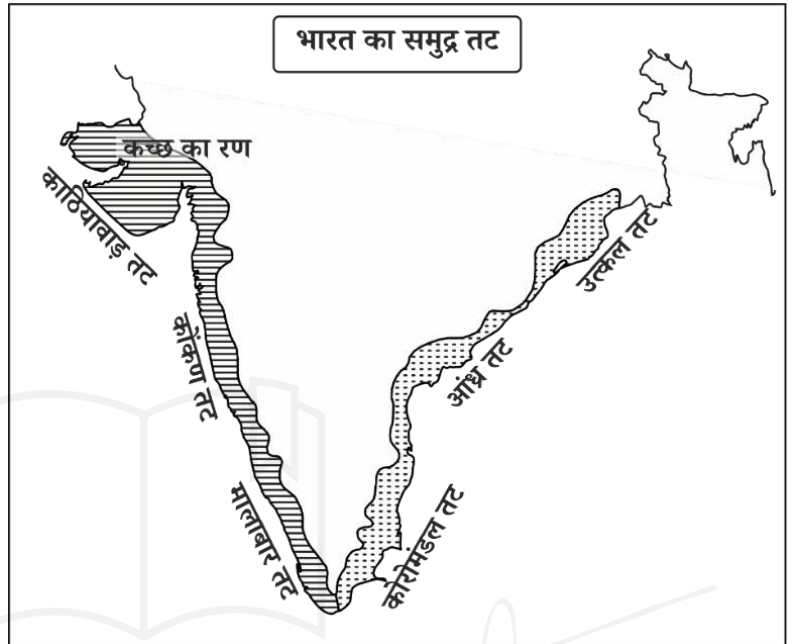 भारत का समुद्र तट
कच्छ का रण
काठियावाड़ तट
कोंकण तट
मालाबार तट
उत्कल तट
आंध्र तट
कोरोमंडल तट